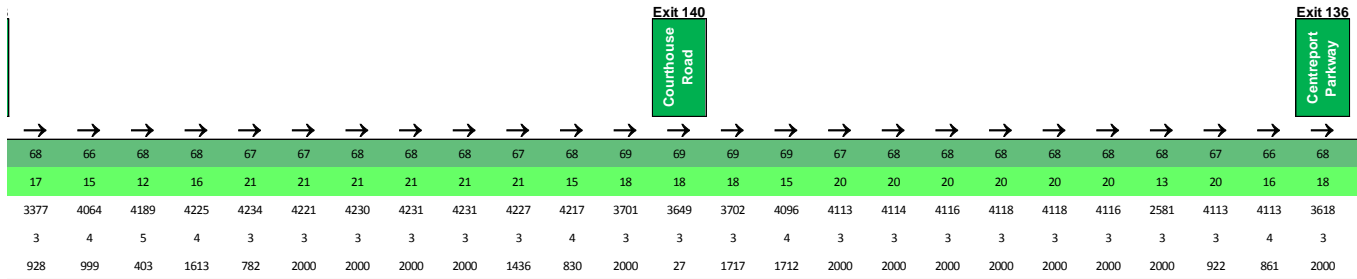 Exit 140 Exit 136
Courthouse Road
Centreport Parkway
→ → → → → → → → → → → → → → → → → → → → → → → → →
68 66 68 68 67 67 68 68 68 67 68 69 69 69 69 67 68 68 68 68 68 68 67 66 68
17 15 12 16 21 21 21 21 21 21 15 18 18 18 15 20 20 20 20 20 20 13 20 16 18
3377 4064 4189 4225 4234 4221 4230 4231 4231 4227 4217 3701 3649 3702 4096 4113 4114 4116 4118 4118 4116 2581 4113 4113 3618
3 4 5 4 3 3 3 3 3 3 4 3 3 3 4 3 3 3 3 3 3 3 3 4 3
928 999 403 1613 782 2000 2000 2000 2000 1436 830 2000 27 1717 1712 2000 2000 2000 2000 2000 2000 2000 922 861 2000